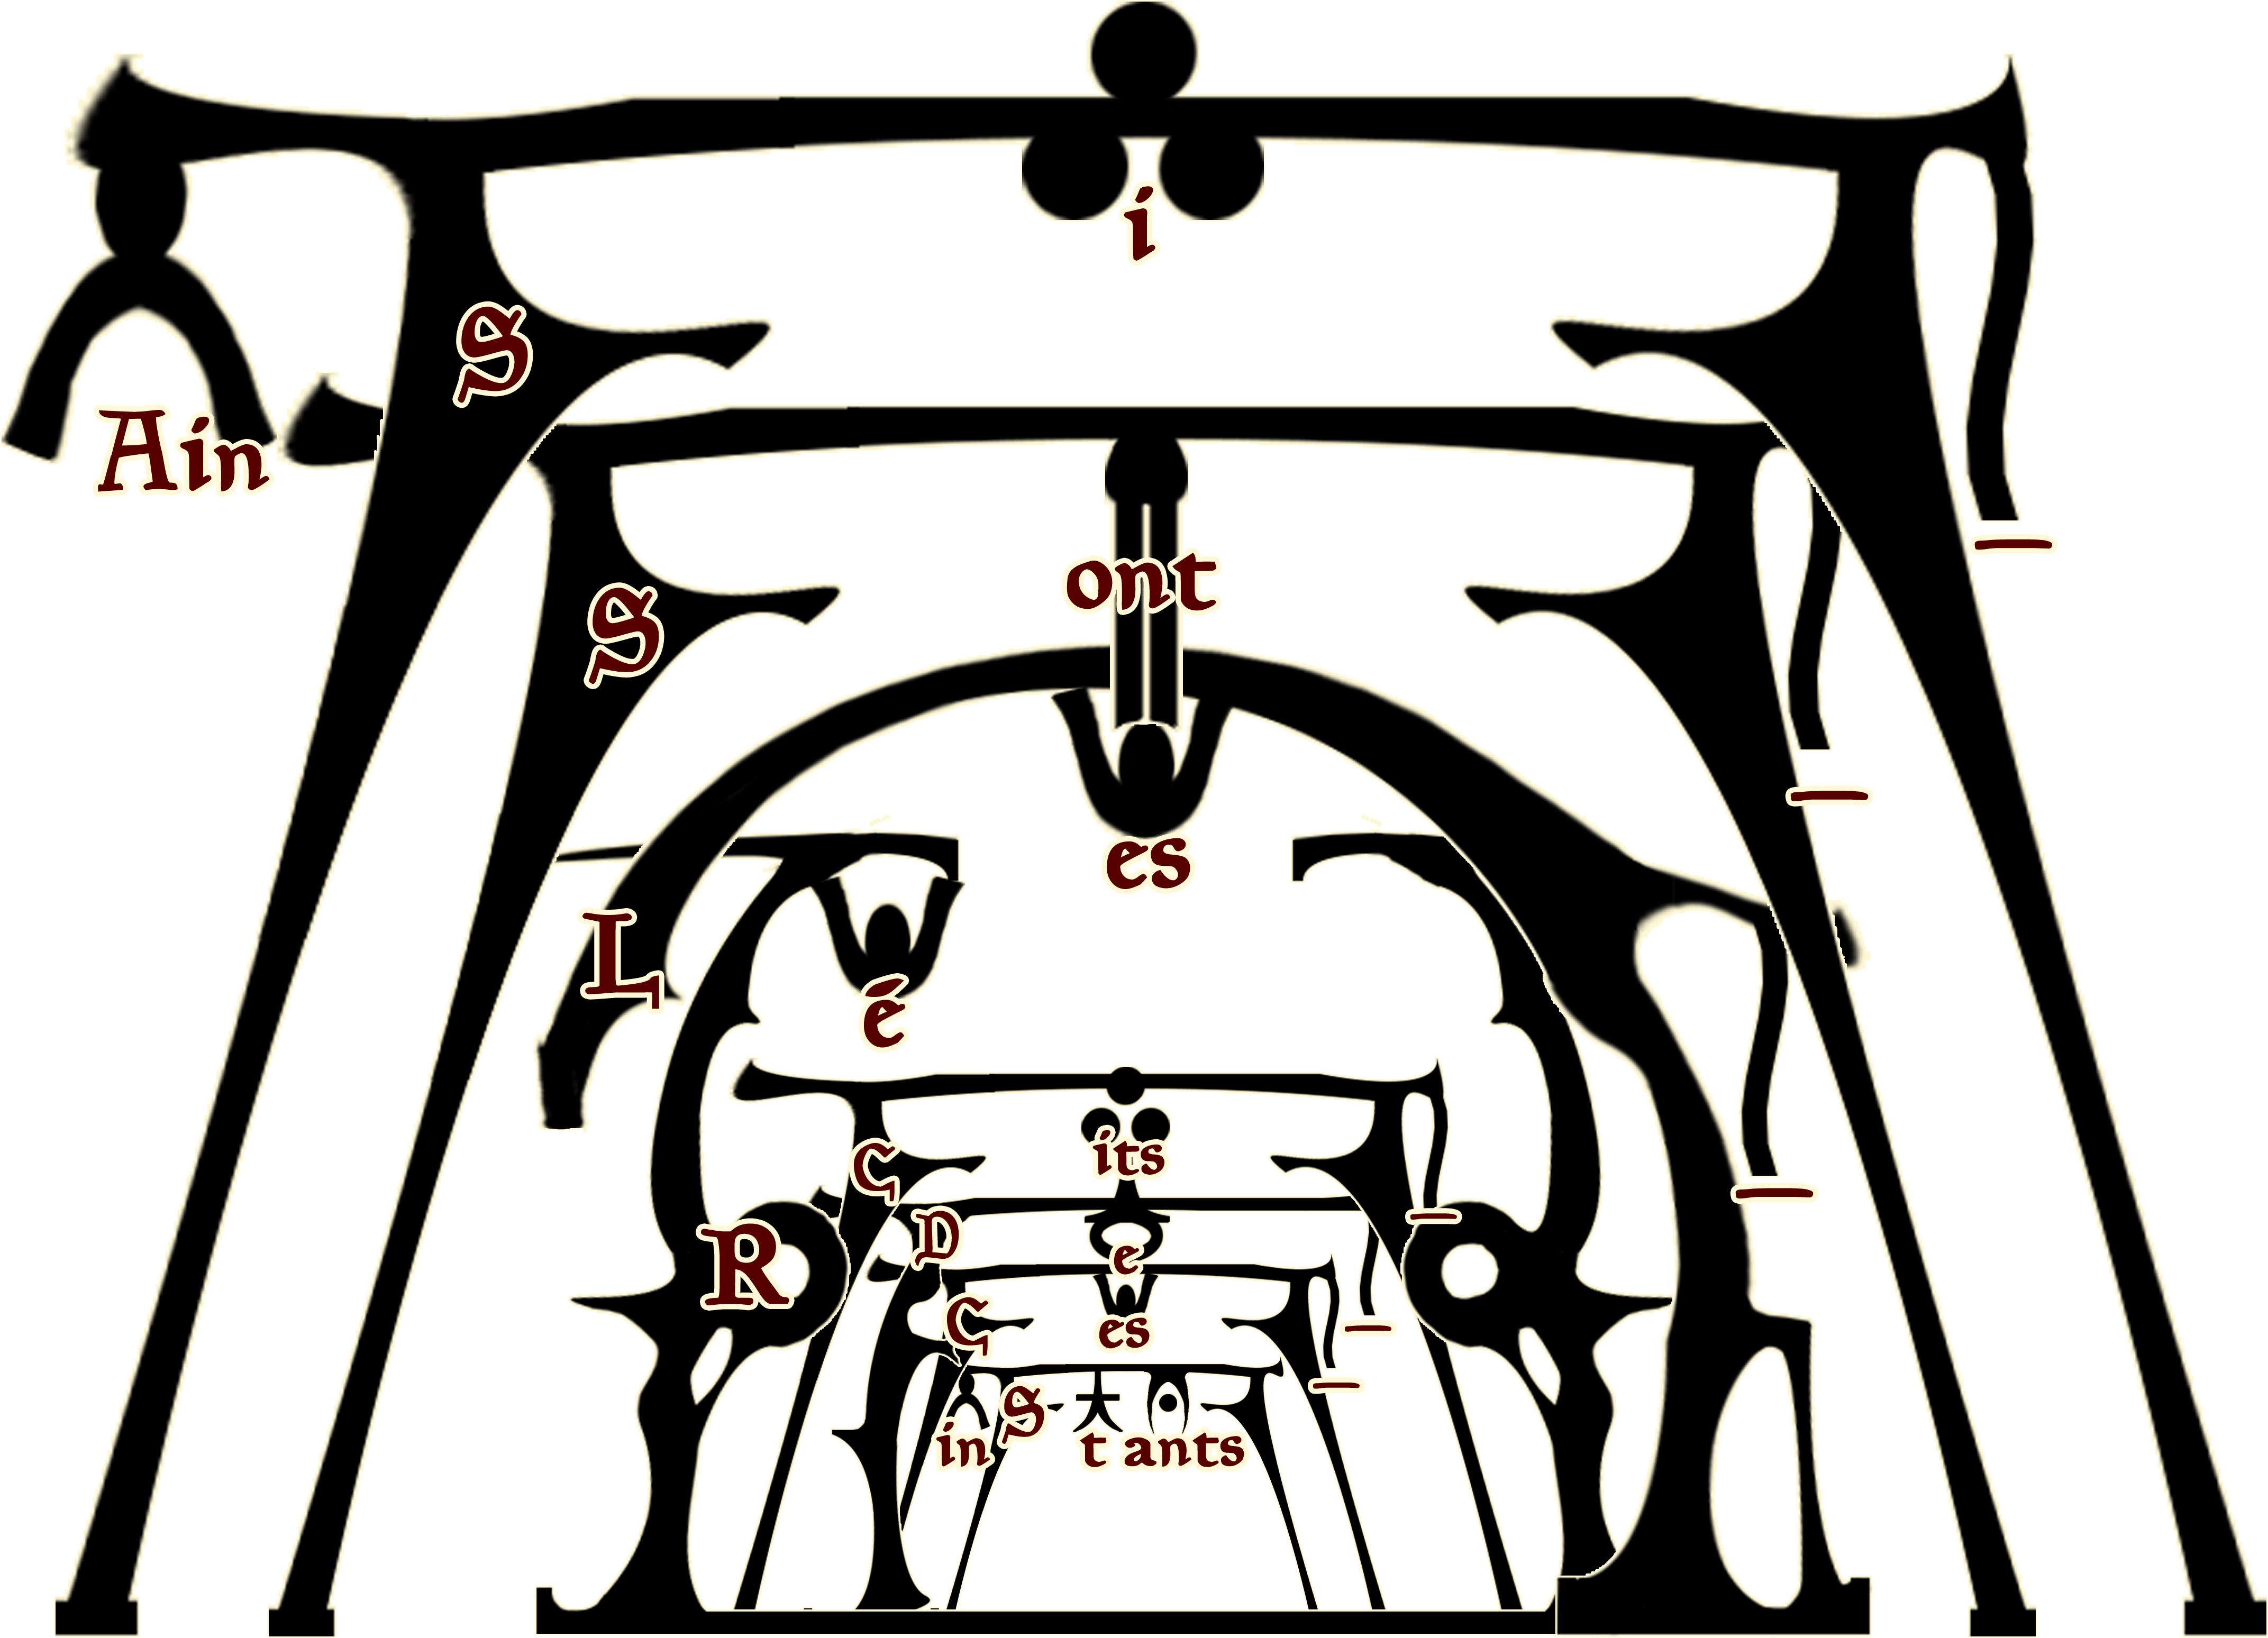 Ain S i _
S ont _
L es _
R é
C its _
D e _
C es _
in S t ants